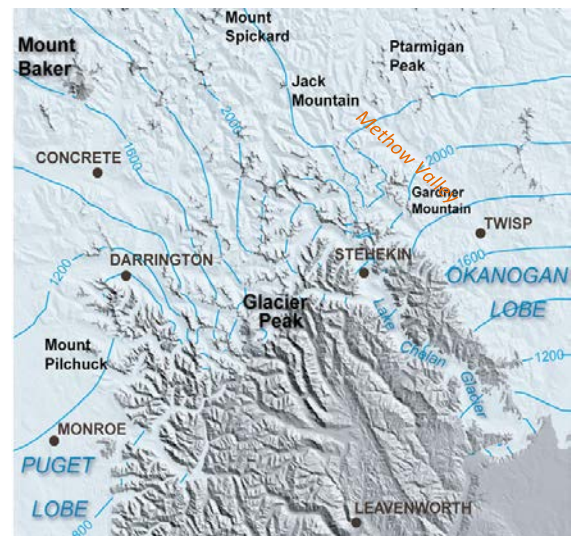 Mount
Spickard
Mount
Baker
Ptarmigan
Peak
Jack
Mountain
2000
Methow Valley
1600
2000
CONCRETE
Gardner
Mountain
TWISP
1600
DARRINGTON
STEHEKIN
1200
OKANOGAN
LOBE
Glacier
Peak
Lake Chelan Glacier
Mount
Pilchuck
1200
MONROE
PUGET
LOBE
800
LEAVENWORTH